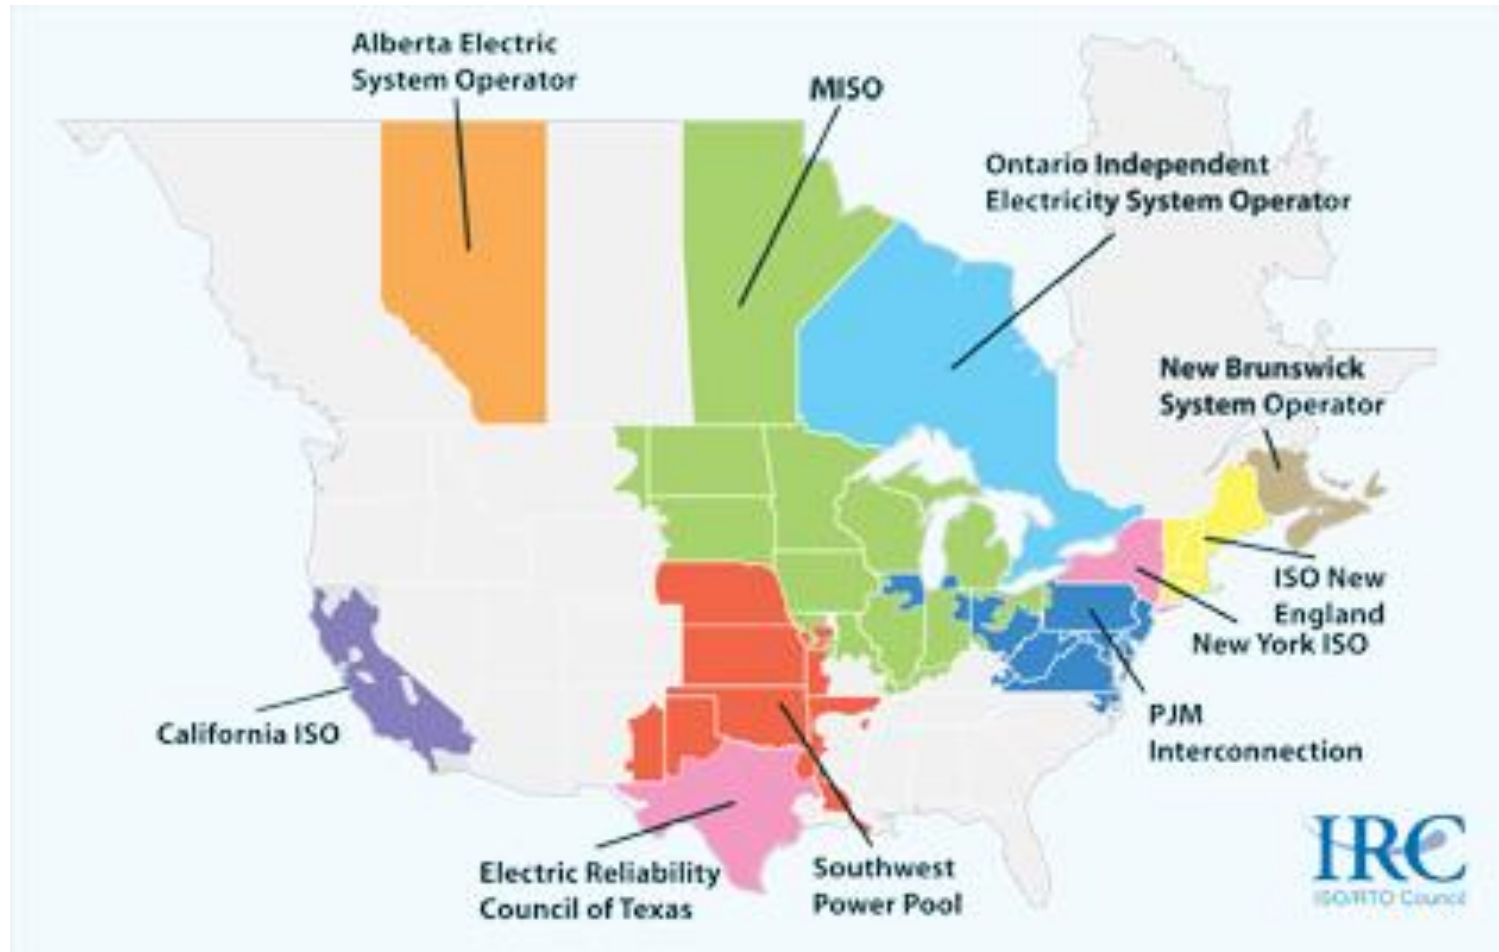 Alberta Electric
System Operator
MISO
Ontario Independent
Electricity System Operator
New Brunswick
System Operator
ISO New
England
New York ISO
PJM
Interconnection
California ISO
Electric Reliability
Council of Texas
Southwest
Power Pool
IRC
ISO/RTO Council